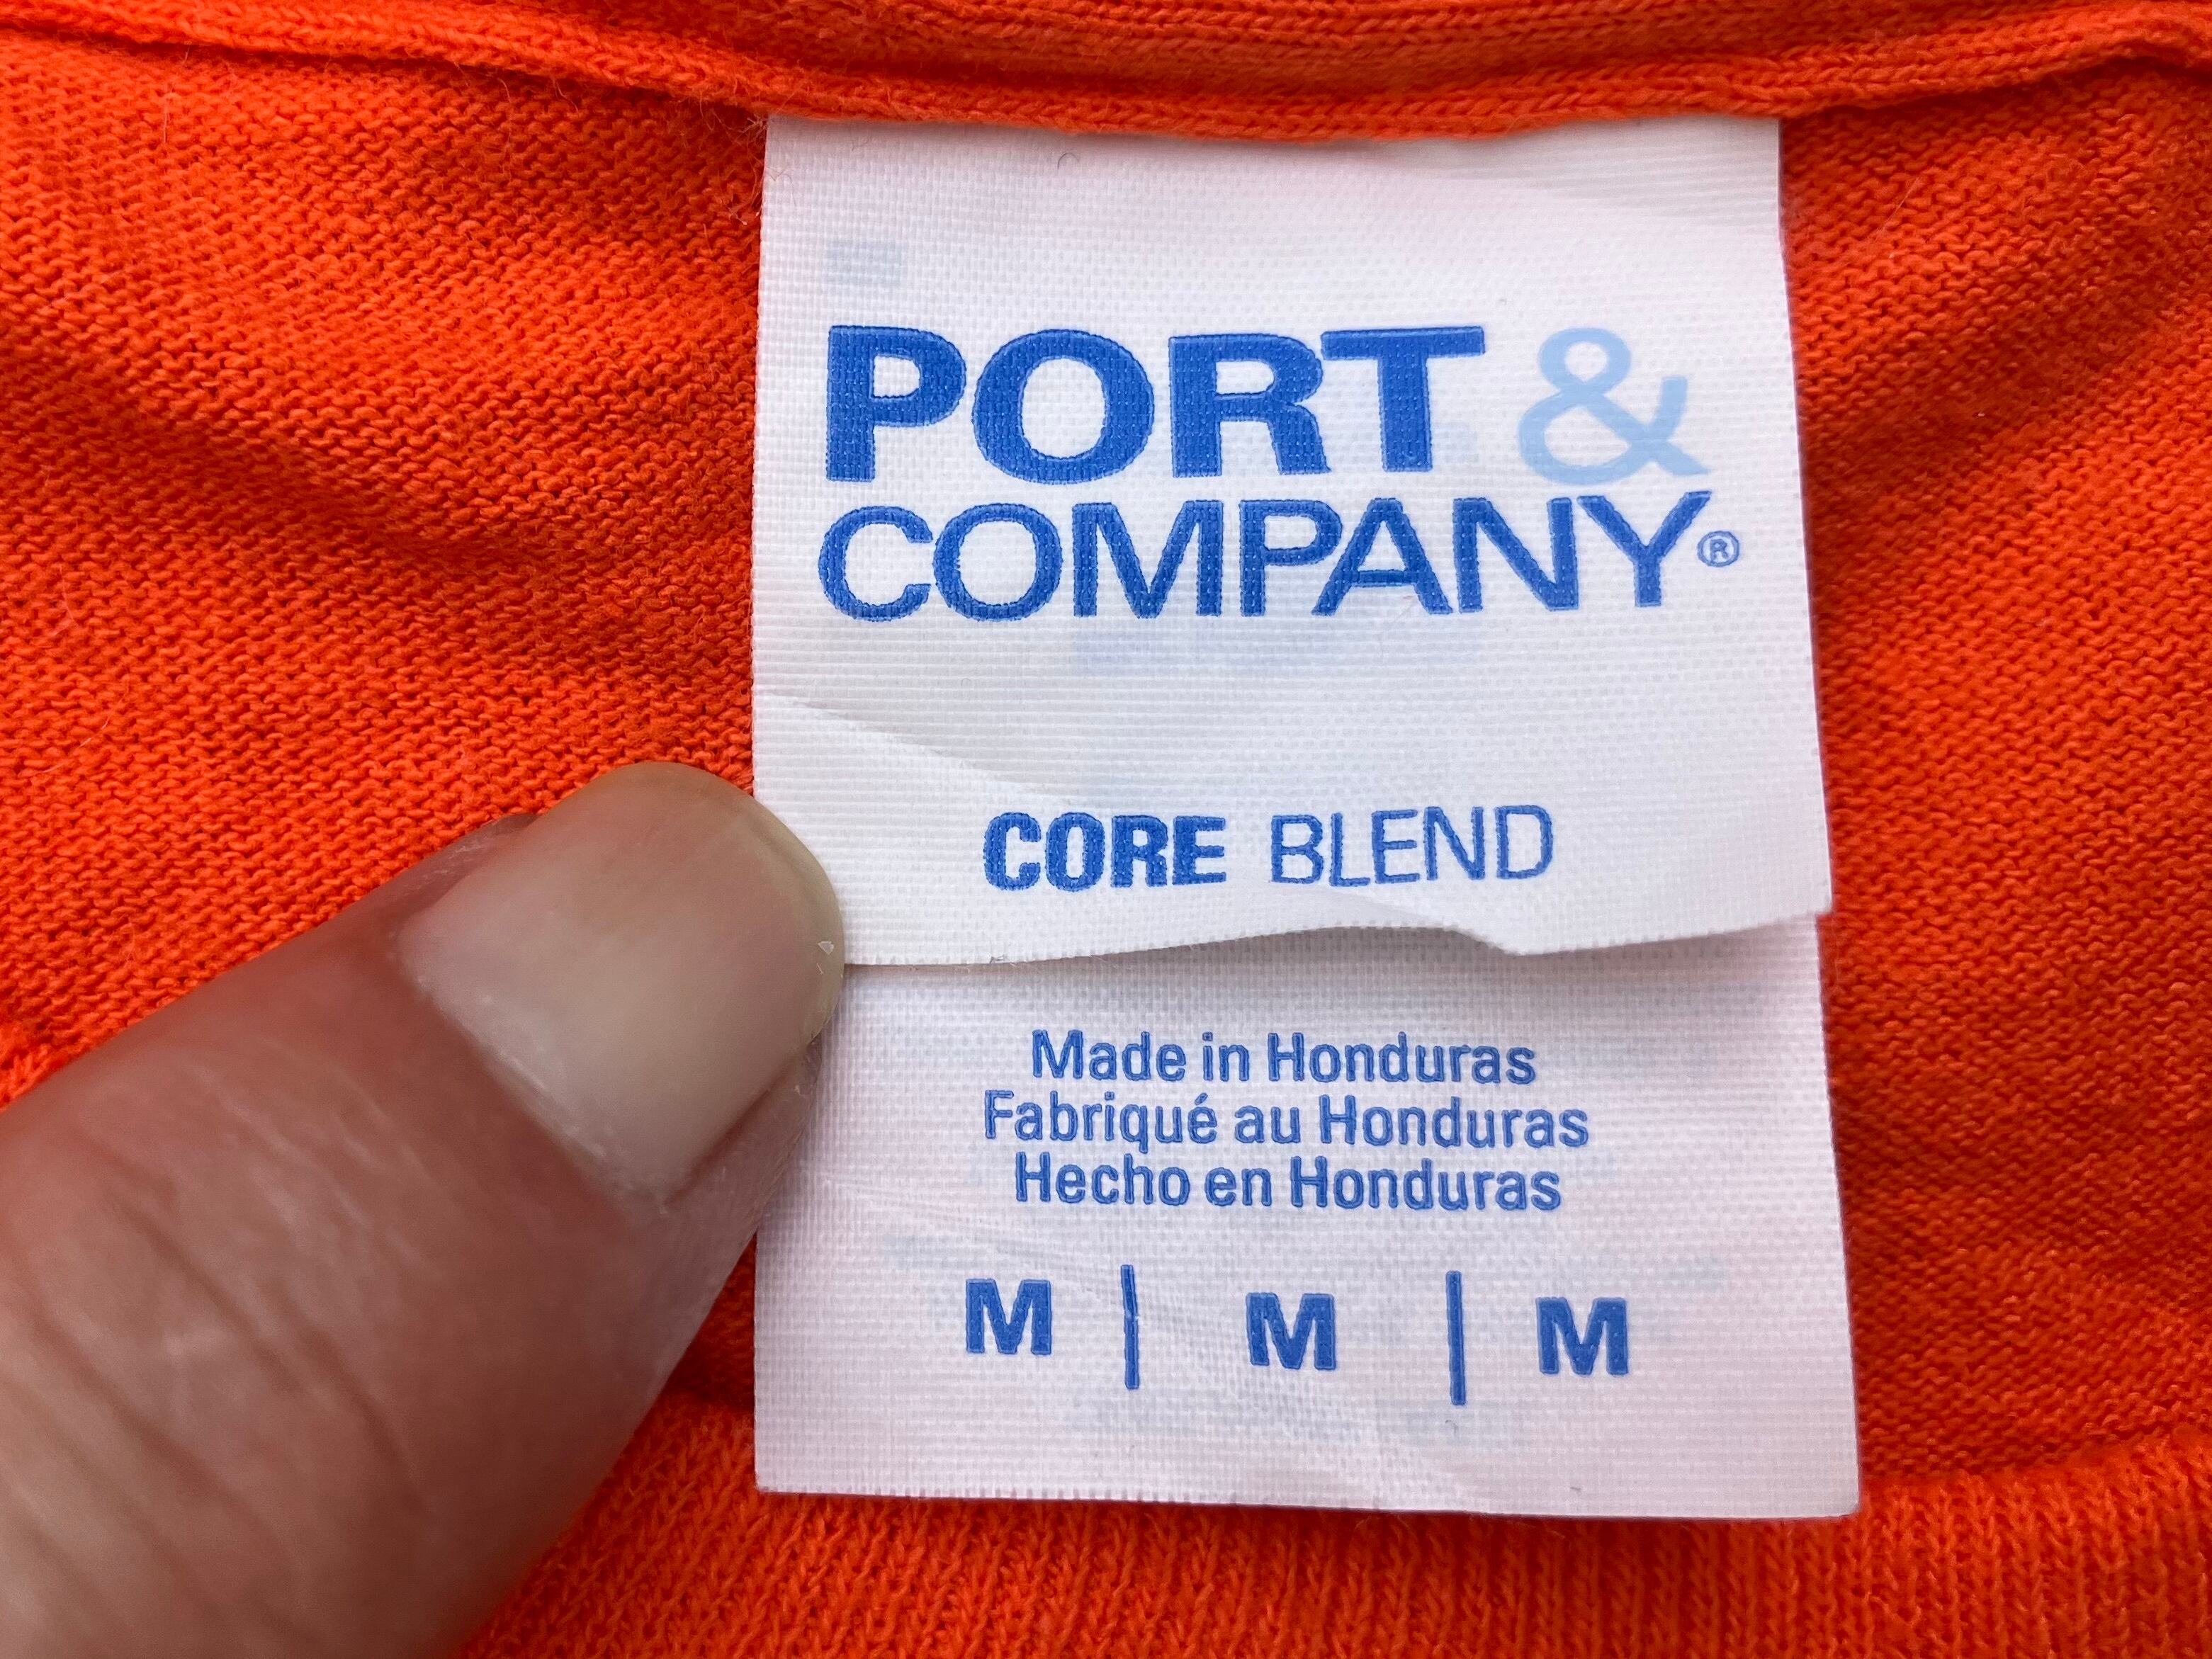 PORT &
COMPANY®
CORE BLEND
Made in Honduras
Fabriqué au Honduras
Hecho en Honduras
M | M | M